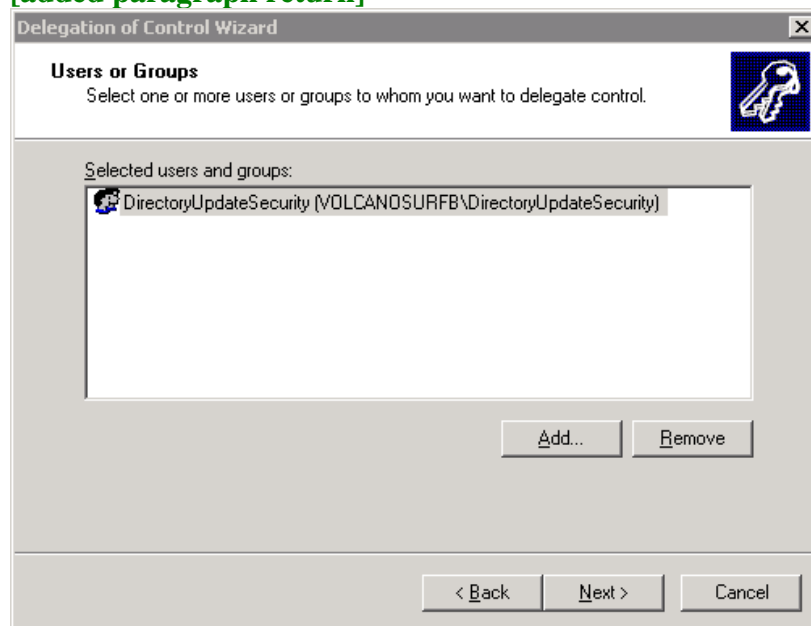 [added paragraph return]
Delegation of Control Wizard
Users or Groups
Select one or more users or groups to whom you want to delegate control.
Selected users and groups:
DirectoryUpdateSecurity (VOLCANOSURFB\DirectoryUpdateSecurity)
Add... Remove
< Back Next > Cancel